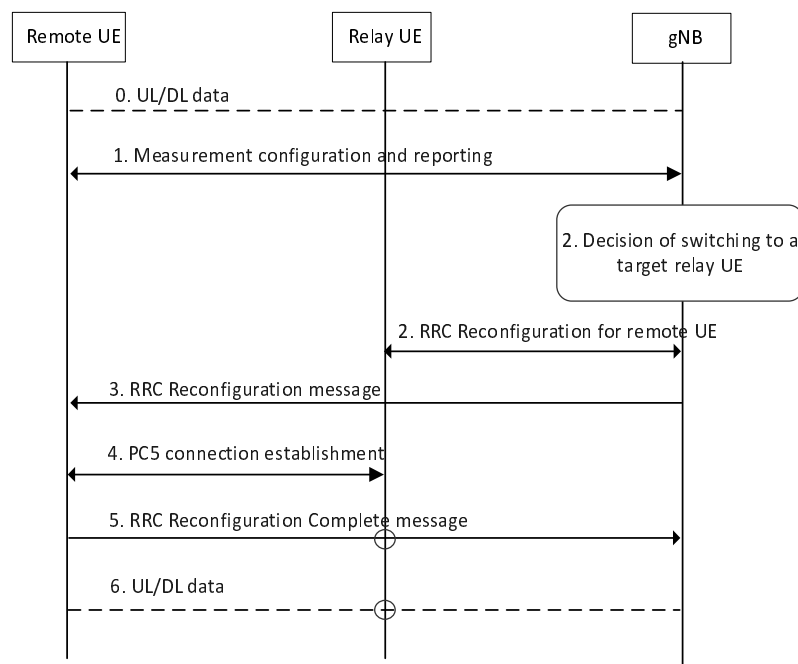 Remote UE
Relay UE
gNB
0. UL/DL data
1. Measurement configuration and reporting
2. Decision of switching to a
target relay UE
2. RRC Reconfiguration for remote UE
3. RRC Reconfiguration message
4. PC5 connection establishment
5. RRC Reconfiguration Complete message
6. UL/DL data